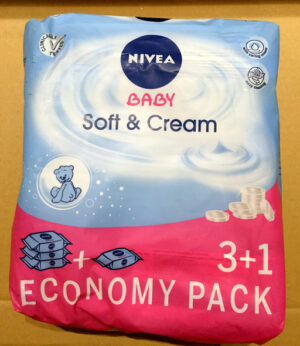 NIVEA
BABY
Soft & Cream
3+1
ECONOMY PACK